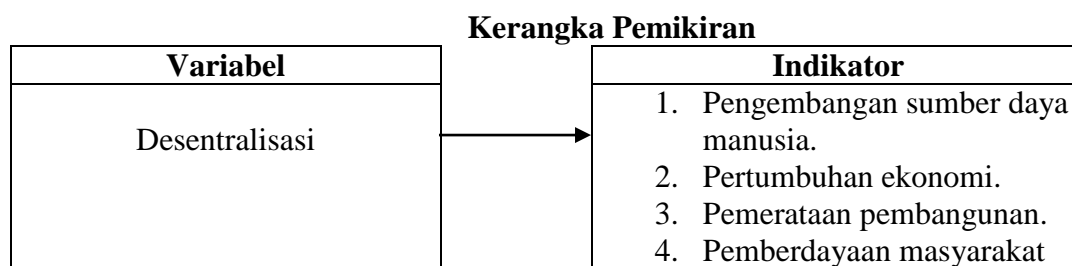 Kerangka Pemikiran
Variabel
Desentralisasi
Indikator
1. Pengembangan sumber daya
manusia.
2. Pertumbuhan ekonomi.
3. Pemerataan pembangunan.
4. Pemberdayaan masyarakat